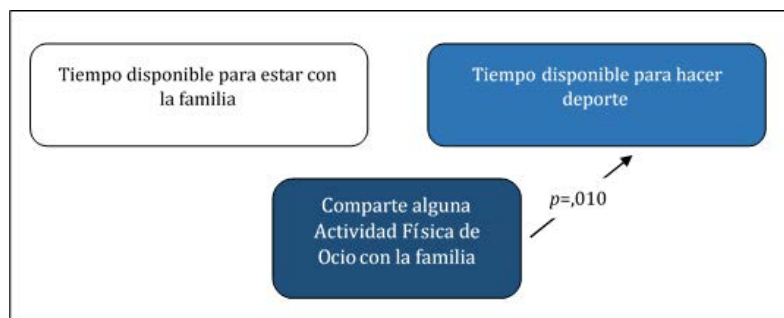 Tiempo disponible para estar con
la familia
Tiempo disponible para hacer
deporte
p=,010
Comparte alguna
Actividad Física de
Ocio con la familia